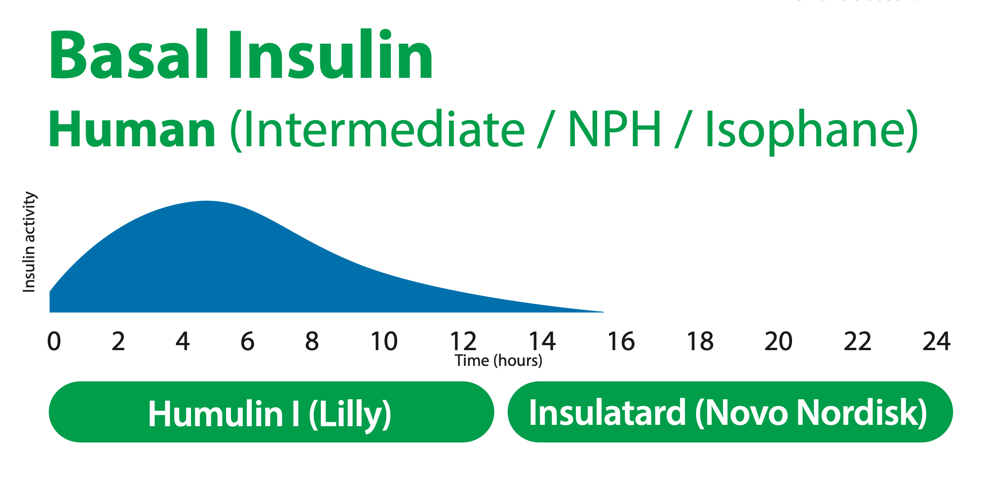 Basal Insulin
Human (Intermediate / NPH / Isophane)
Insulin activity
0 2 4 6 8 10 12 14 16 18 20 22 24
Time (hours)
Humulin I (Lilly)
Insulatard (Novo Nordisk)